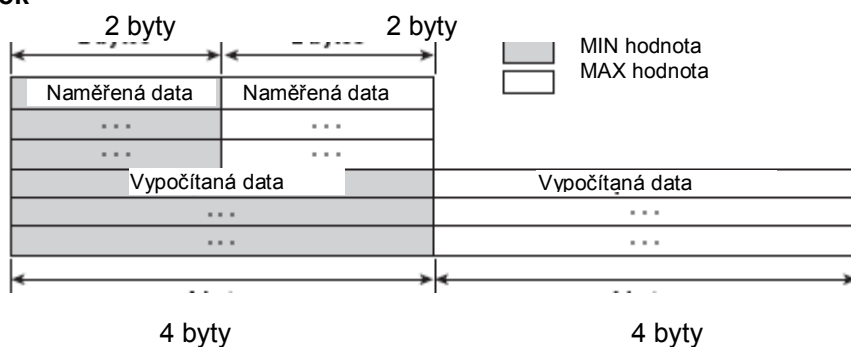 2 byty 2 byty
MIN hodnota
MAX hodnota
Naměřená data Naměřená data
... ...
... ...
Vypočítaná data Vypočítaná data
... ...
... ...
4 byty 4 byty